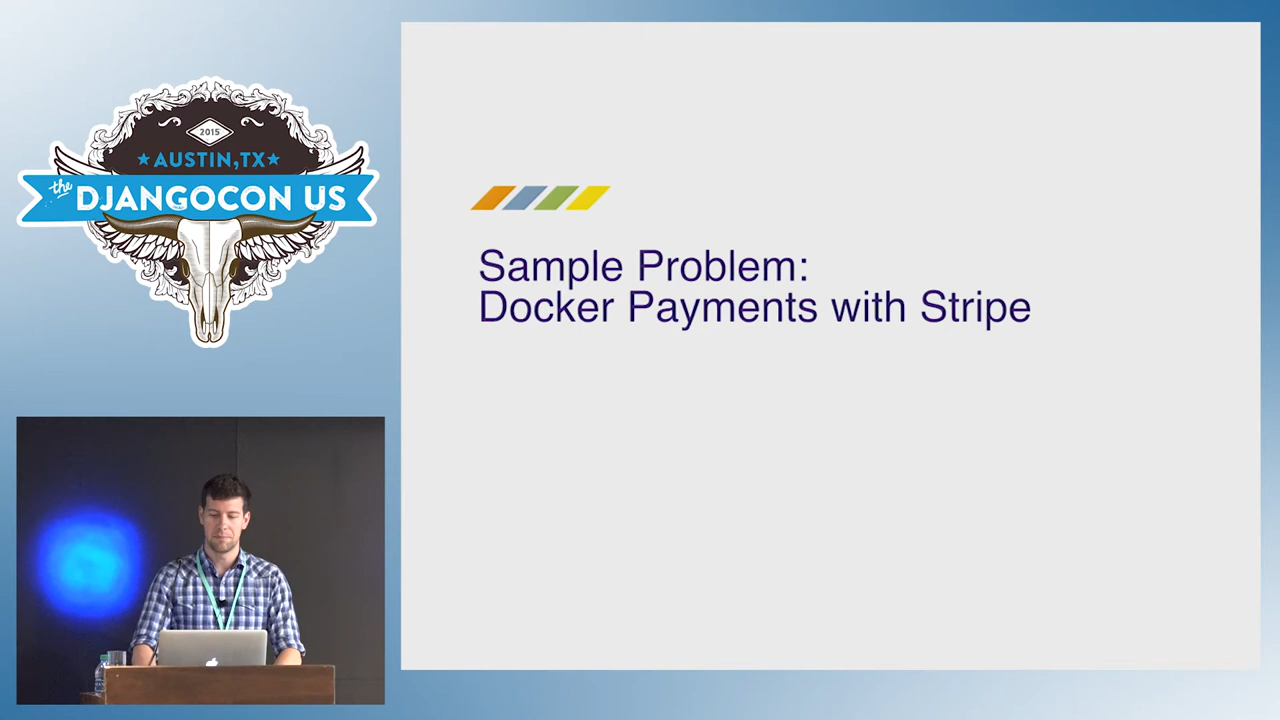 2015
AUSTIN, TX
the DJANGOCON US
Sample Problem:
Docker Payments with Stripe